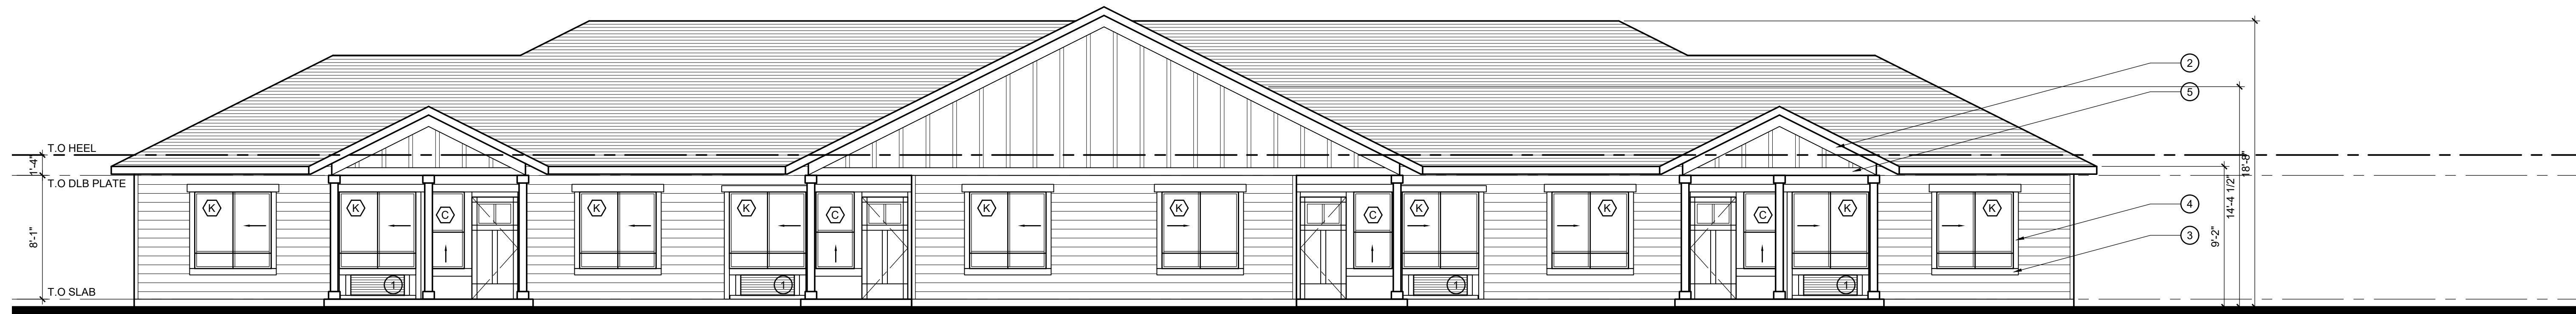 2
5
T.O HEEL
1'-4"
T.O DLB PLATE
18'-8"
14'-4 1/2"
9'-2"
K K C K K C K K C K K C K K
4
8'-1"
3
1 1 1 1
T.O SLAB